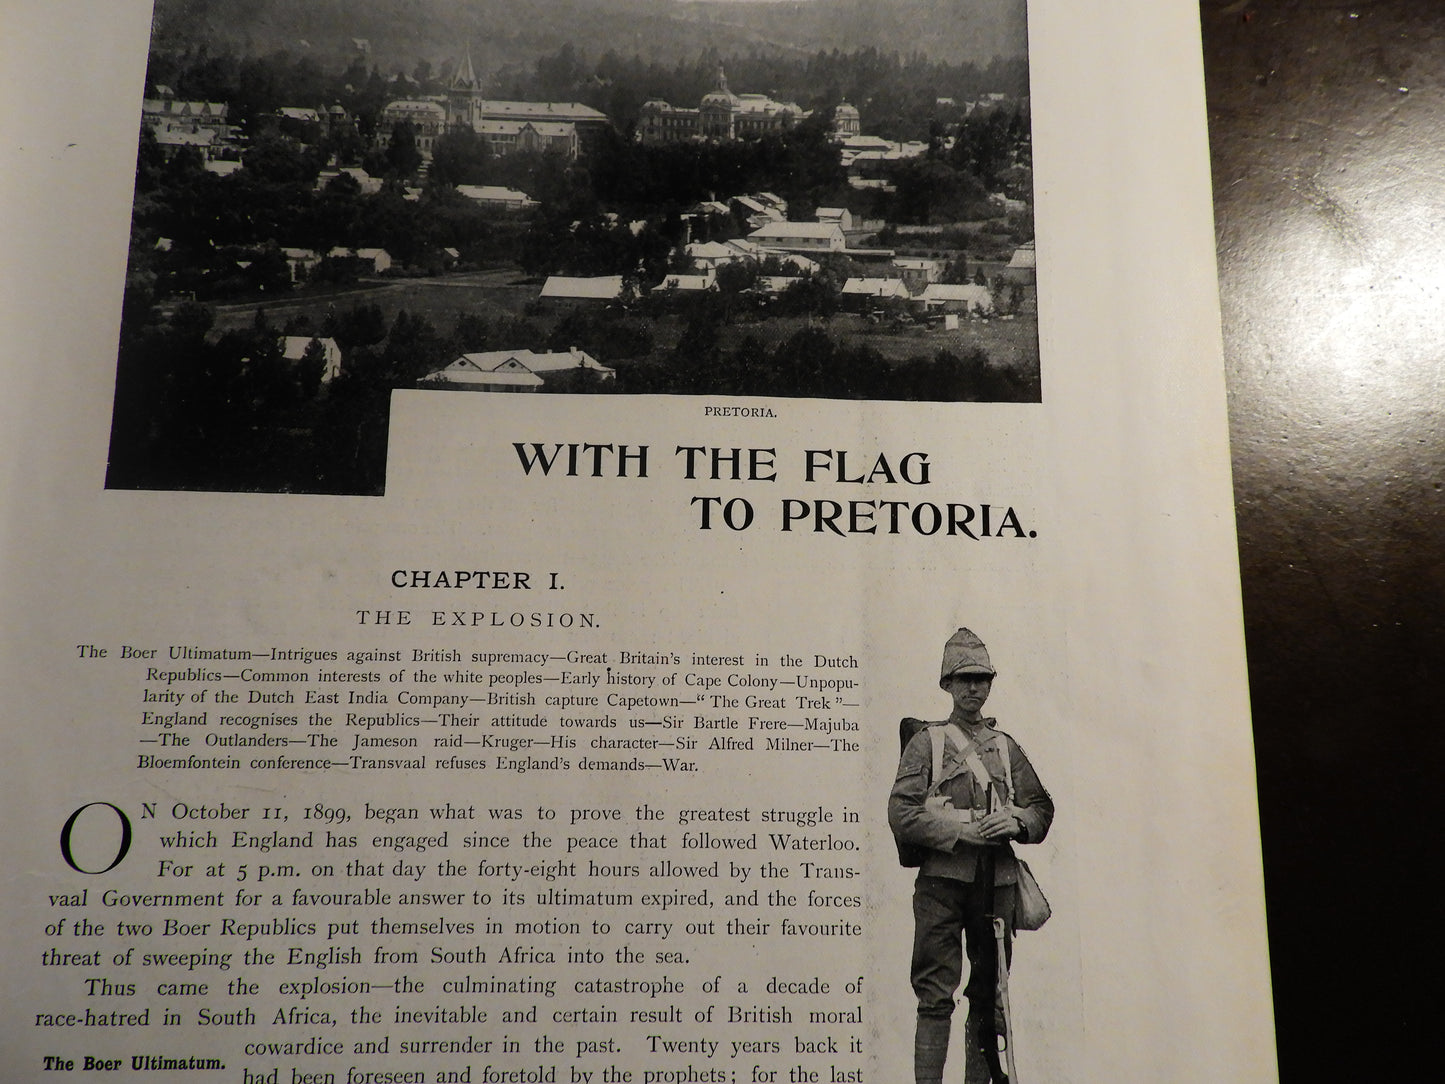 PRETORIA.
WITH THE FLAG
TO PRETORIA.
CHAPTER I.
THE EXPLOSION.
The Boer Ultimatum—Intrigues against British supremacy—Great Britain's interest in the Dutch
Republics—Common interests of the white peoples—Early history of Cape Colony—Unpopu-
larity of the Dutch East India Company—British capture Capetown—“The Great Trek”—
England recognises the Republics—Their attitude towards us—Sir Bartle Frere—Majuba
—The Outlanders—The Jameson raid—Kruger—His character—Sir Alfred Milner—The
Bloemfontein conference—Transvaal refuses England's demands—War.
ON October 11, 1899, began what was to prove the greatest struggle in
which England has engaged since the peace that followed Waterloo.
For at 5 p.m. on that day the forty-eight hours allowed by the Trans-
vaal Government for a favourable answer to its ultimatum expired, and the forces
of the two Boer Republics put themselves in motion to carry out their favourite
threat of sweeping the English from South Africa into the sea.
Thus came the explosion—the culminating catastrophe of a decade of
race-hatred in South Africa, the inevitable and certain result of British moral
cowardice and surrender in the past. Twenty years back it
The Boer Ultimatum.
had been foreseen and foretold by the prophets; for the last